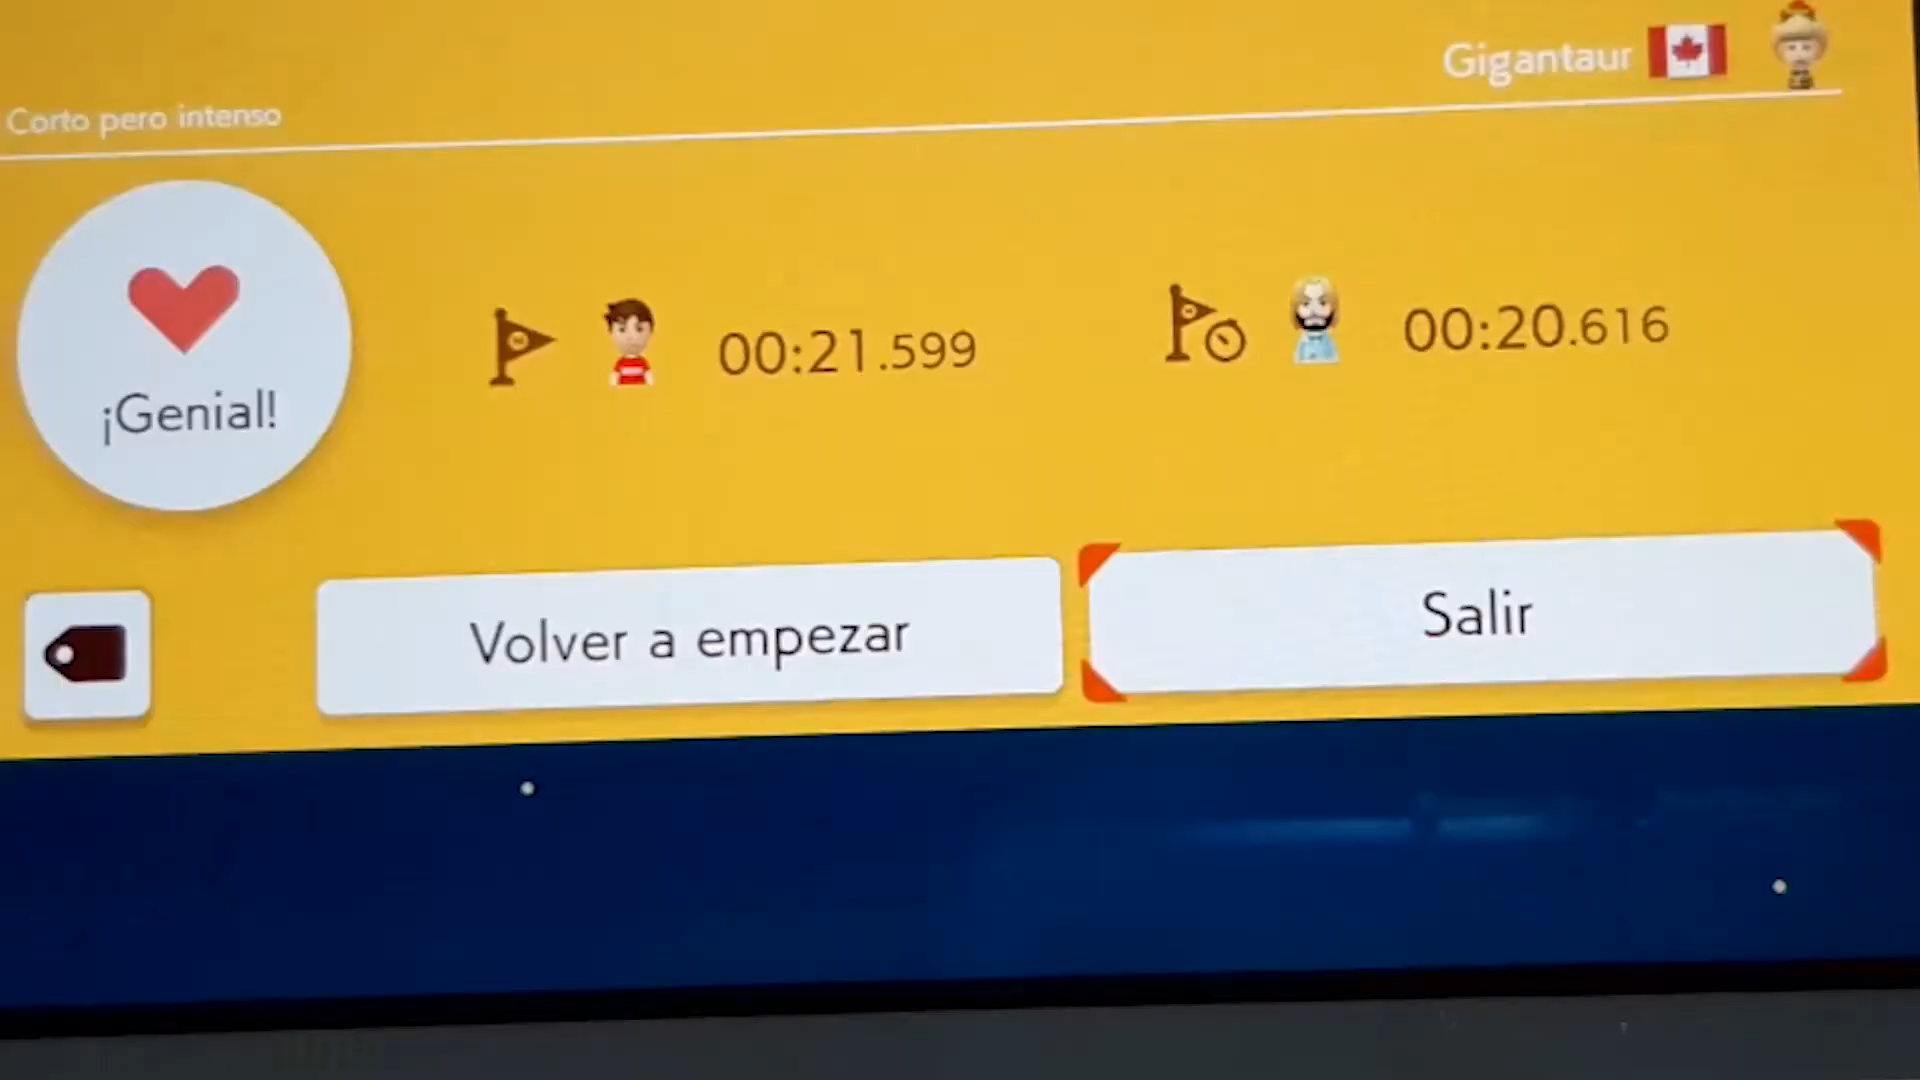 Gigantaur
Corto pero intenso
¡Genial!
00:21.599
00:20.616
Volver a empezar
Salir